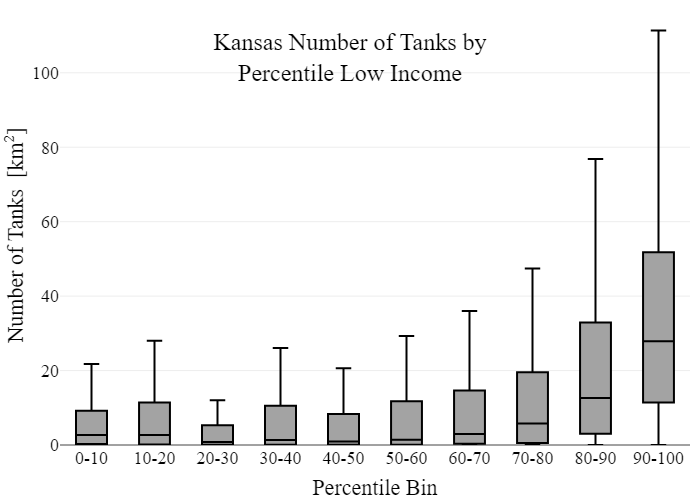 Kansas Number of Tanks by
Percentile Low Income
Number of Tanks [km²]
100
80
60
40
20
0
0-10 10-20 20-30 30-40 40-50 50-60 60-70 70-80 80-90 90-100
Percentile Bin